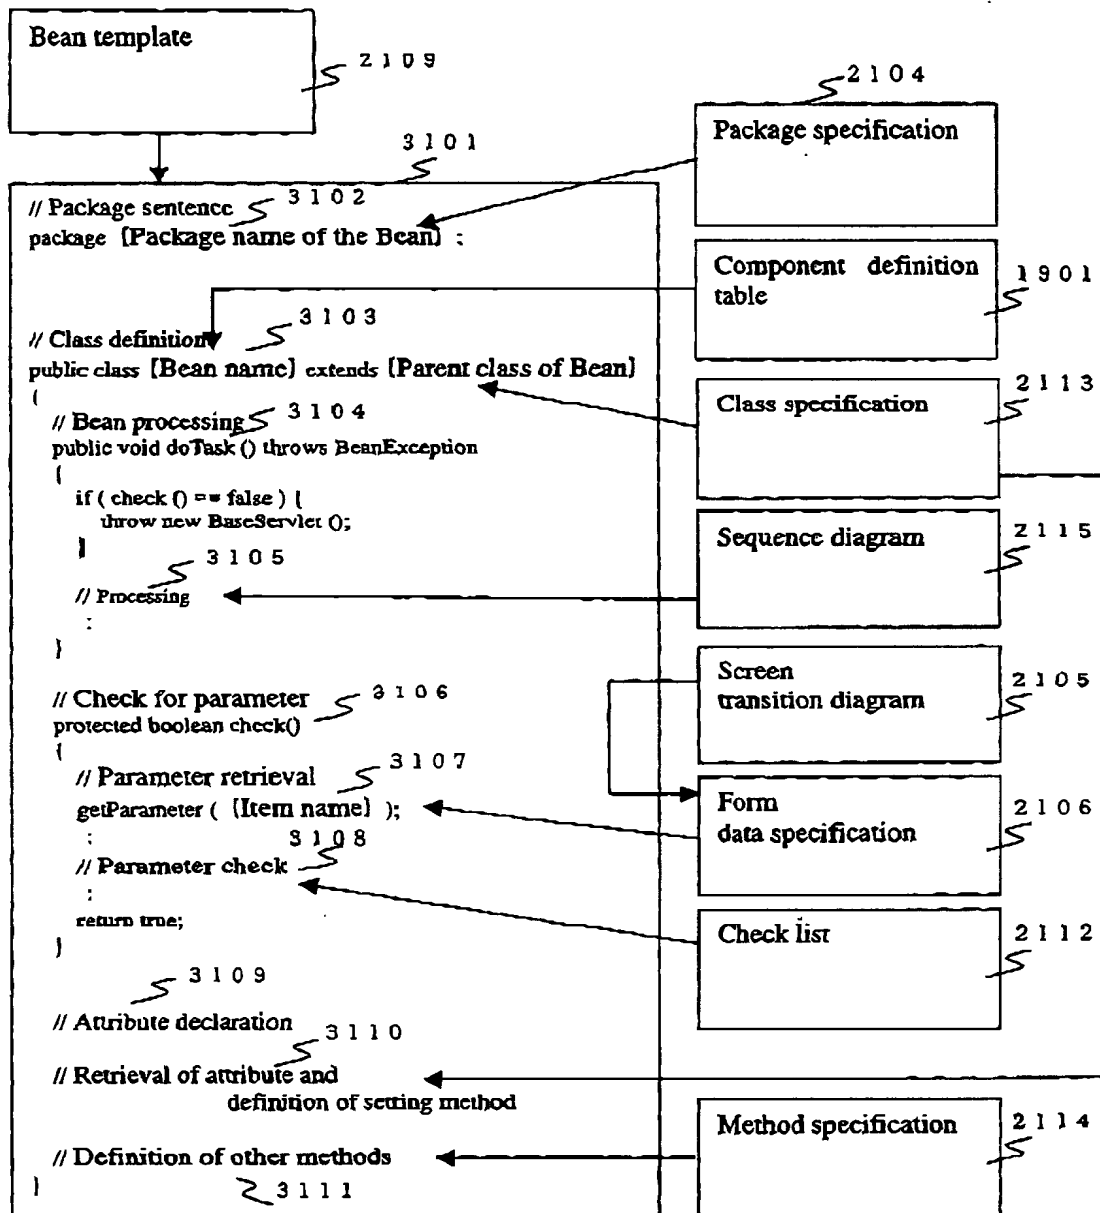 Bean template
2109
2104
Package specification
3101
// Package sentence 3102
package [Package name of the Bean] ;
Component definition
table
1901
3103
// Class definition
public class [Bean name] extends [Parent class of Bean]
{
Class specification
2113
// Bean processing 3104
public void doTask () throws BeanException
{
if ( check () == false ) {
throw new BaseServlet ();
}
Sequence diagram
2115
3105
// Processing
:
}
Screen
transition diagram
2105
// Check for parameter 3106
protected boolean check()
{
// Parameter retrieval 3107
getParameter ( [Item name] );
:
Form
data specification
2106
3108
// Parameter check
:
return true;
}
Check list
2112
3109
// Attribute declaration
3110
// Retrieval of attribute and
definition of setting method
Method specification
2114
// Definition of other methods
}
3111